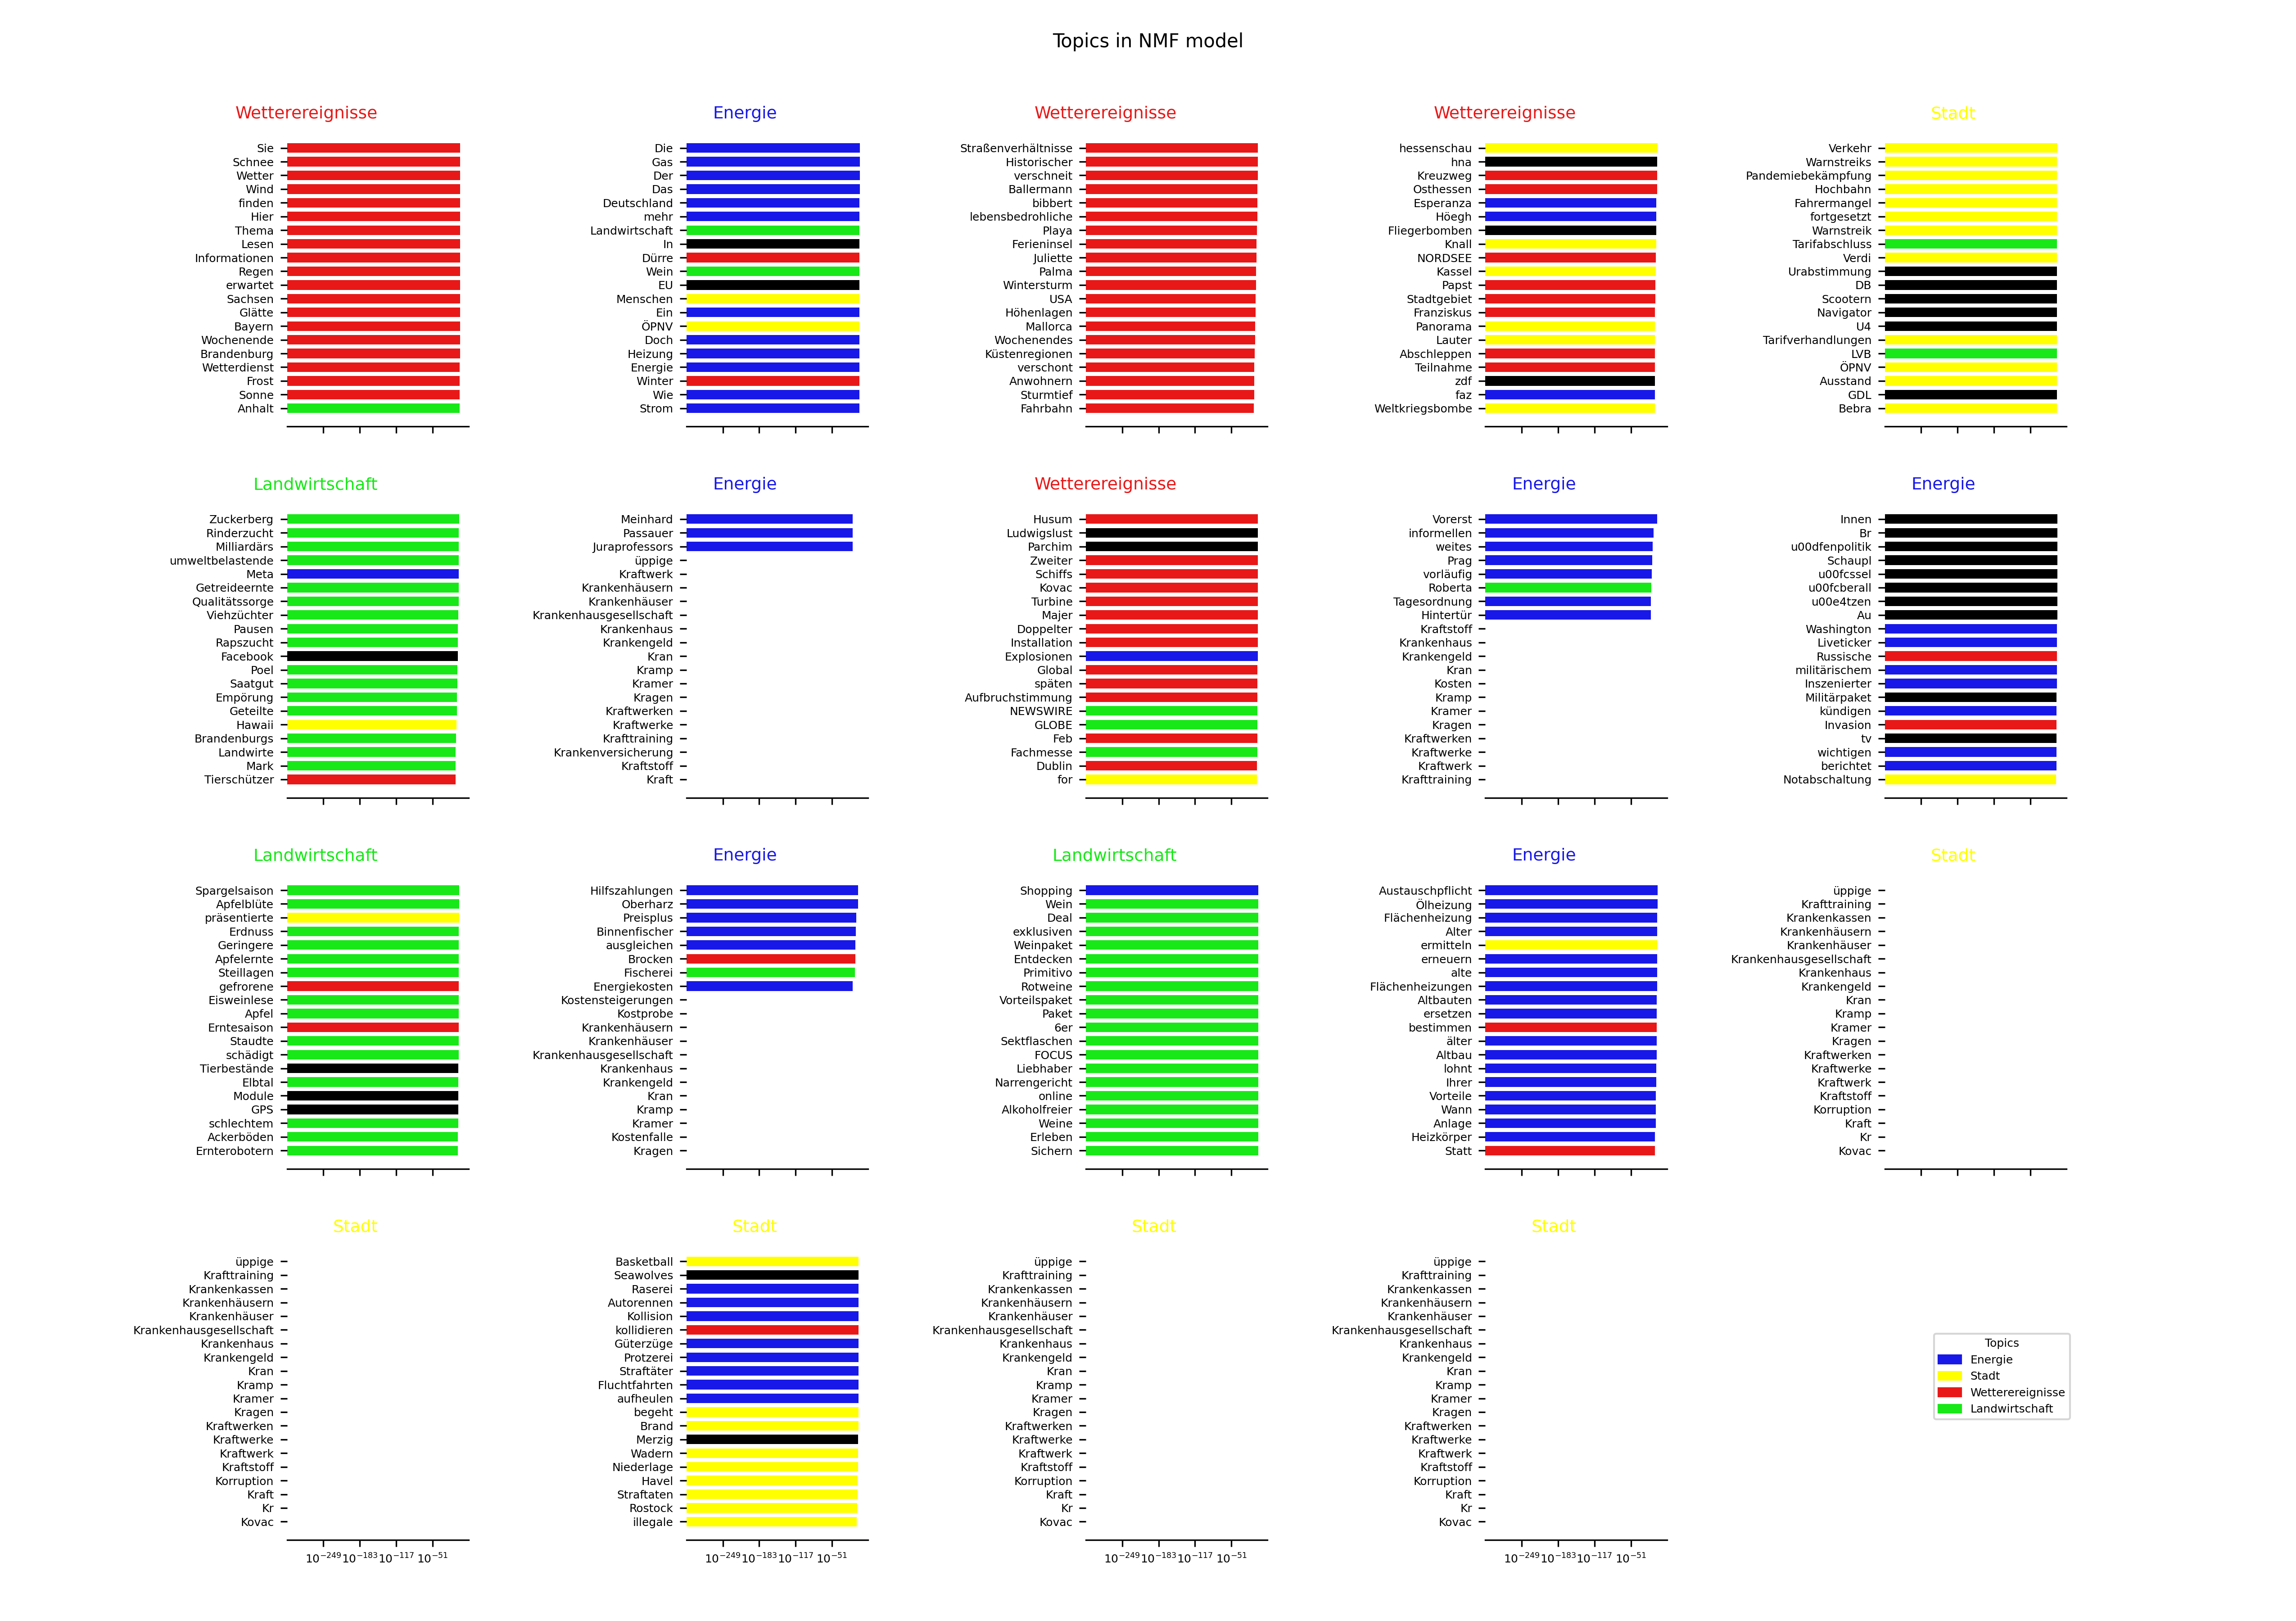 Topics in NMF model
Wetterereignisse
Sie
Schnee
Wetter
Wind
finden
Hier
Thema
Lesen
Informationen
Regen
erwartet
Sachsen
Glätte
Bayern
Wochenende
Brandenburg
Wetterdienst
Frost
Sonne
Anhalt
Energie
Die
Gas
Der
Das
Deutschland
mehr
Landwirtschaft
In
Dürre
Wein
EU
Menschen
Ein
ÖPNV
Doch
Heizung
Energie
Winter
Wie
Strom
Wetterereignisse
Straßenverhältnisse
Historischer
verschneit
Ballermann
bibbert
lebensbedrohliche
Playa
Ferieninsel
Juliette
Palma
Wintersturm
USA
Höhenlagen
Mallorca
Wochenendes
Küstenregionen
verschont
Anwohnern
Sturmtief
Fahrbahn
Wetterereignisse
hessenschau
hna
Kreuzweg
Osthessen
Esperanza
Höegh
Fliegerbomben
Knall
NORDSEE
Kassel
Papst
Stadtgebiet
Franziskus
Panorama
Lauter
Abschleppen
Teilnahme
zdf
faz
Weltkriegsbombe
Stadt
Verkehr
Warnstreiks
Pandemiebekämpfung
Hochbahn
Fahrermangel
fortgesetzt
Warnstreik
Tarifabschluss
Verdi
Urabstimmung
DB
Scootern
Navigator
U4
Tarifverhandlungen
LVB
ÖPNV
Ausstand
GDL
Bebra
Landwirtschaft
Zuckerberg
Rinderzucht
Milliardärs
umweltbelastende
Meta
Getreideernte
Qualitätssorge
Viehzüchter
Pausen
Rapszucht
Facebook
Poel
Saatgut
Empörung
Geteilte
Hawaii
Brandenburgs
Landwirte
Mark
Tierschützer
Energie
Meinhard
Passauer
Juraprofessors
üppige
Kraftwerk
Krankenhäusern
Krankenhäuser
Krankenhausgesellschaft
Krankenhaus
Krankengeld
Kran
Kramp
Kramer
Kragen
Kraftwerken
Kraftwerke
Krafttraining
Krankenversicherung
Kraftstoff
Kraft
Wetterereignisse
Husum
Ludwigslust
Parchim
Zweiter
Schiffs
Kovac
Turbine
Majer
Doppelter
Installation
Explosionen
Global
späten
Aufbruchstimmung
NEWSWIRE
GLOBE
Feb
Fachmesse
Dublin
for
Energie
Vorerst
informellen
weites
Prag
vorläufig
Roberta
Tagesordnung
Hintertür
Kraftstoff
Krankenhaus
Krankengeld
Kran
Kosten
Kramp
Kramer
Kragen
Kraftwerken
Kraftwerke
Kraftwerk
Krafttraining
Energie
Innen
Br
u00dfenpolitik
Schaupl
u00fcssel
u00fcberall
u00e4tzen
Au
Washington
Liveticker
Russische
militärischem
Inszenierter
Militärpaket
kündigen
Invasion
tv
wichtigen
berichtet
Notabschaltung
Landwirtschaft
Spargelsaison
Apfelblüte
präsentierte
Erdnuss
Geringere
Apfelernte
Steillagen
gefrorene
Eisweinlese
Apfel
Erntesaison
Staudte
schädigt
Tierbestände
Elbtal
Module
GPS
schlechtem
Ackerböden
Ernterobotern
Energie
Hilfszahlungen
Oberharz
Preisplus
Binnenfischer
ausgleichen
Brocken
Fischerei
Energiekosten
Kostensteigerungen
Kostprobe
Krankenhäusern
Krankenhäuser
Krankenhausgesellschaft
Krankenhaus
Krankengeld
Kran
Kramp
Kramer
Kostenfalle
Kragen
Landwirtschaft
Shopping
Wein
Deal
exklusiven
Weinpaket
Entdecken
Primitivo
Rotweine
Vorteilspaket
Paket
6er
Sektflaschen
FOCUS
Liebhaber
Narrengericht
online
Alkoholfreier
Weine
Erleben
Sichern
Energie
Austauschpflicht
Ölheizung
Flächenheizung
Alter
ermitteln
erneuern
alte
Flächenheizungen
Altbauten
ersetzen
bestimmen
älter
Altbau
lohnt
Ihrer
Vorteile
Wann
Anlage
Heizkörper
Statt
Stadt
üppige
Krafttraining
Krankenkassen
Krankenhäusern
Krankenhäuser
Krankenhausgesellschaft
Krankenhaus
Krankengeld
Kran
Kramp
Kramer
Kragen
Kraftwerken
Kraftwerke
Kraftwerk
Kraftstoff
Korruption
Kraft
Kr
Kovac
Stadt
üppige
Krafttraining
Krankenkassen
Krankenhäusern
Krankenhäuser
Krankenhausgesellschaft
Krankenhaus
Krankengeld
Kran
Kramp
Kramer
Kragen
Kraftwerken
Kraftwerke
Kraftwerk
Kraftstoff
Korruption
Kraft
Kr
Kovac
10⁻²⁴⁹ 10⁻¹⁸³ 10⁻¹¹⁷ 10⁻⁵¹
Stadt
Basketball
Seawolves
Raserei
Autorennen
Kollision
kollidieren
Güterzüge
Protzerei
Straftäter
Fluchtfahrten
aufheulen
begeht
Brand
Merzig
Wadern
Niederlage
Havel
Straftaten
Rostock
illegale
10⁻²⁴⁹ 10⁻¹⁸³ 10⁻¹¹⁷ 10⁻⁵¹
Stadt
üppige
Krafttraining
Krankenkassen
Krankenhäusern
Krankenhäuser
Krankenhausgesellschaft
Krankenhaus
Krankengeld
Kran
Kramp
Kramer
Kragen
Kraftwerken
Kraftwerke
Kraftwerk
Kraftstoff
Korruption
Kraft
Kr
Kovac
10⁻²⁴⁹ 10⁻¹⁸³ 10⁻¹¹⁷ 10⁻⁵¹
Stadt
üppige
Krafttraining
Krankenkassen
Krankenhäusern
Krankenhäuser
Krankenhausgesellschaft
Krankenhaus
Krankengeld
Kran
Kramp
Kramer
Kragen
Kraftwerken
Kraftwerke
Kraftwerk
Kraftstoff
Korruption
Kraft
Kr
Kovac
10⁻²⁴⁹ 10⁻¹⁸³ 10⁻¹¹⁷ 10⁻⁵¹
Topics
Energie
Stadt
Wetterereignisse
Landwirtschaft